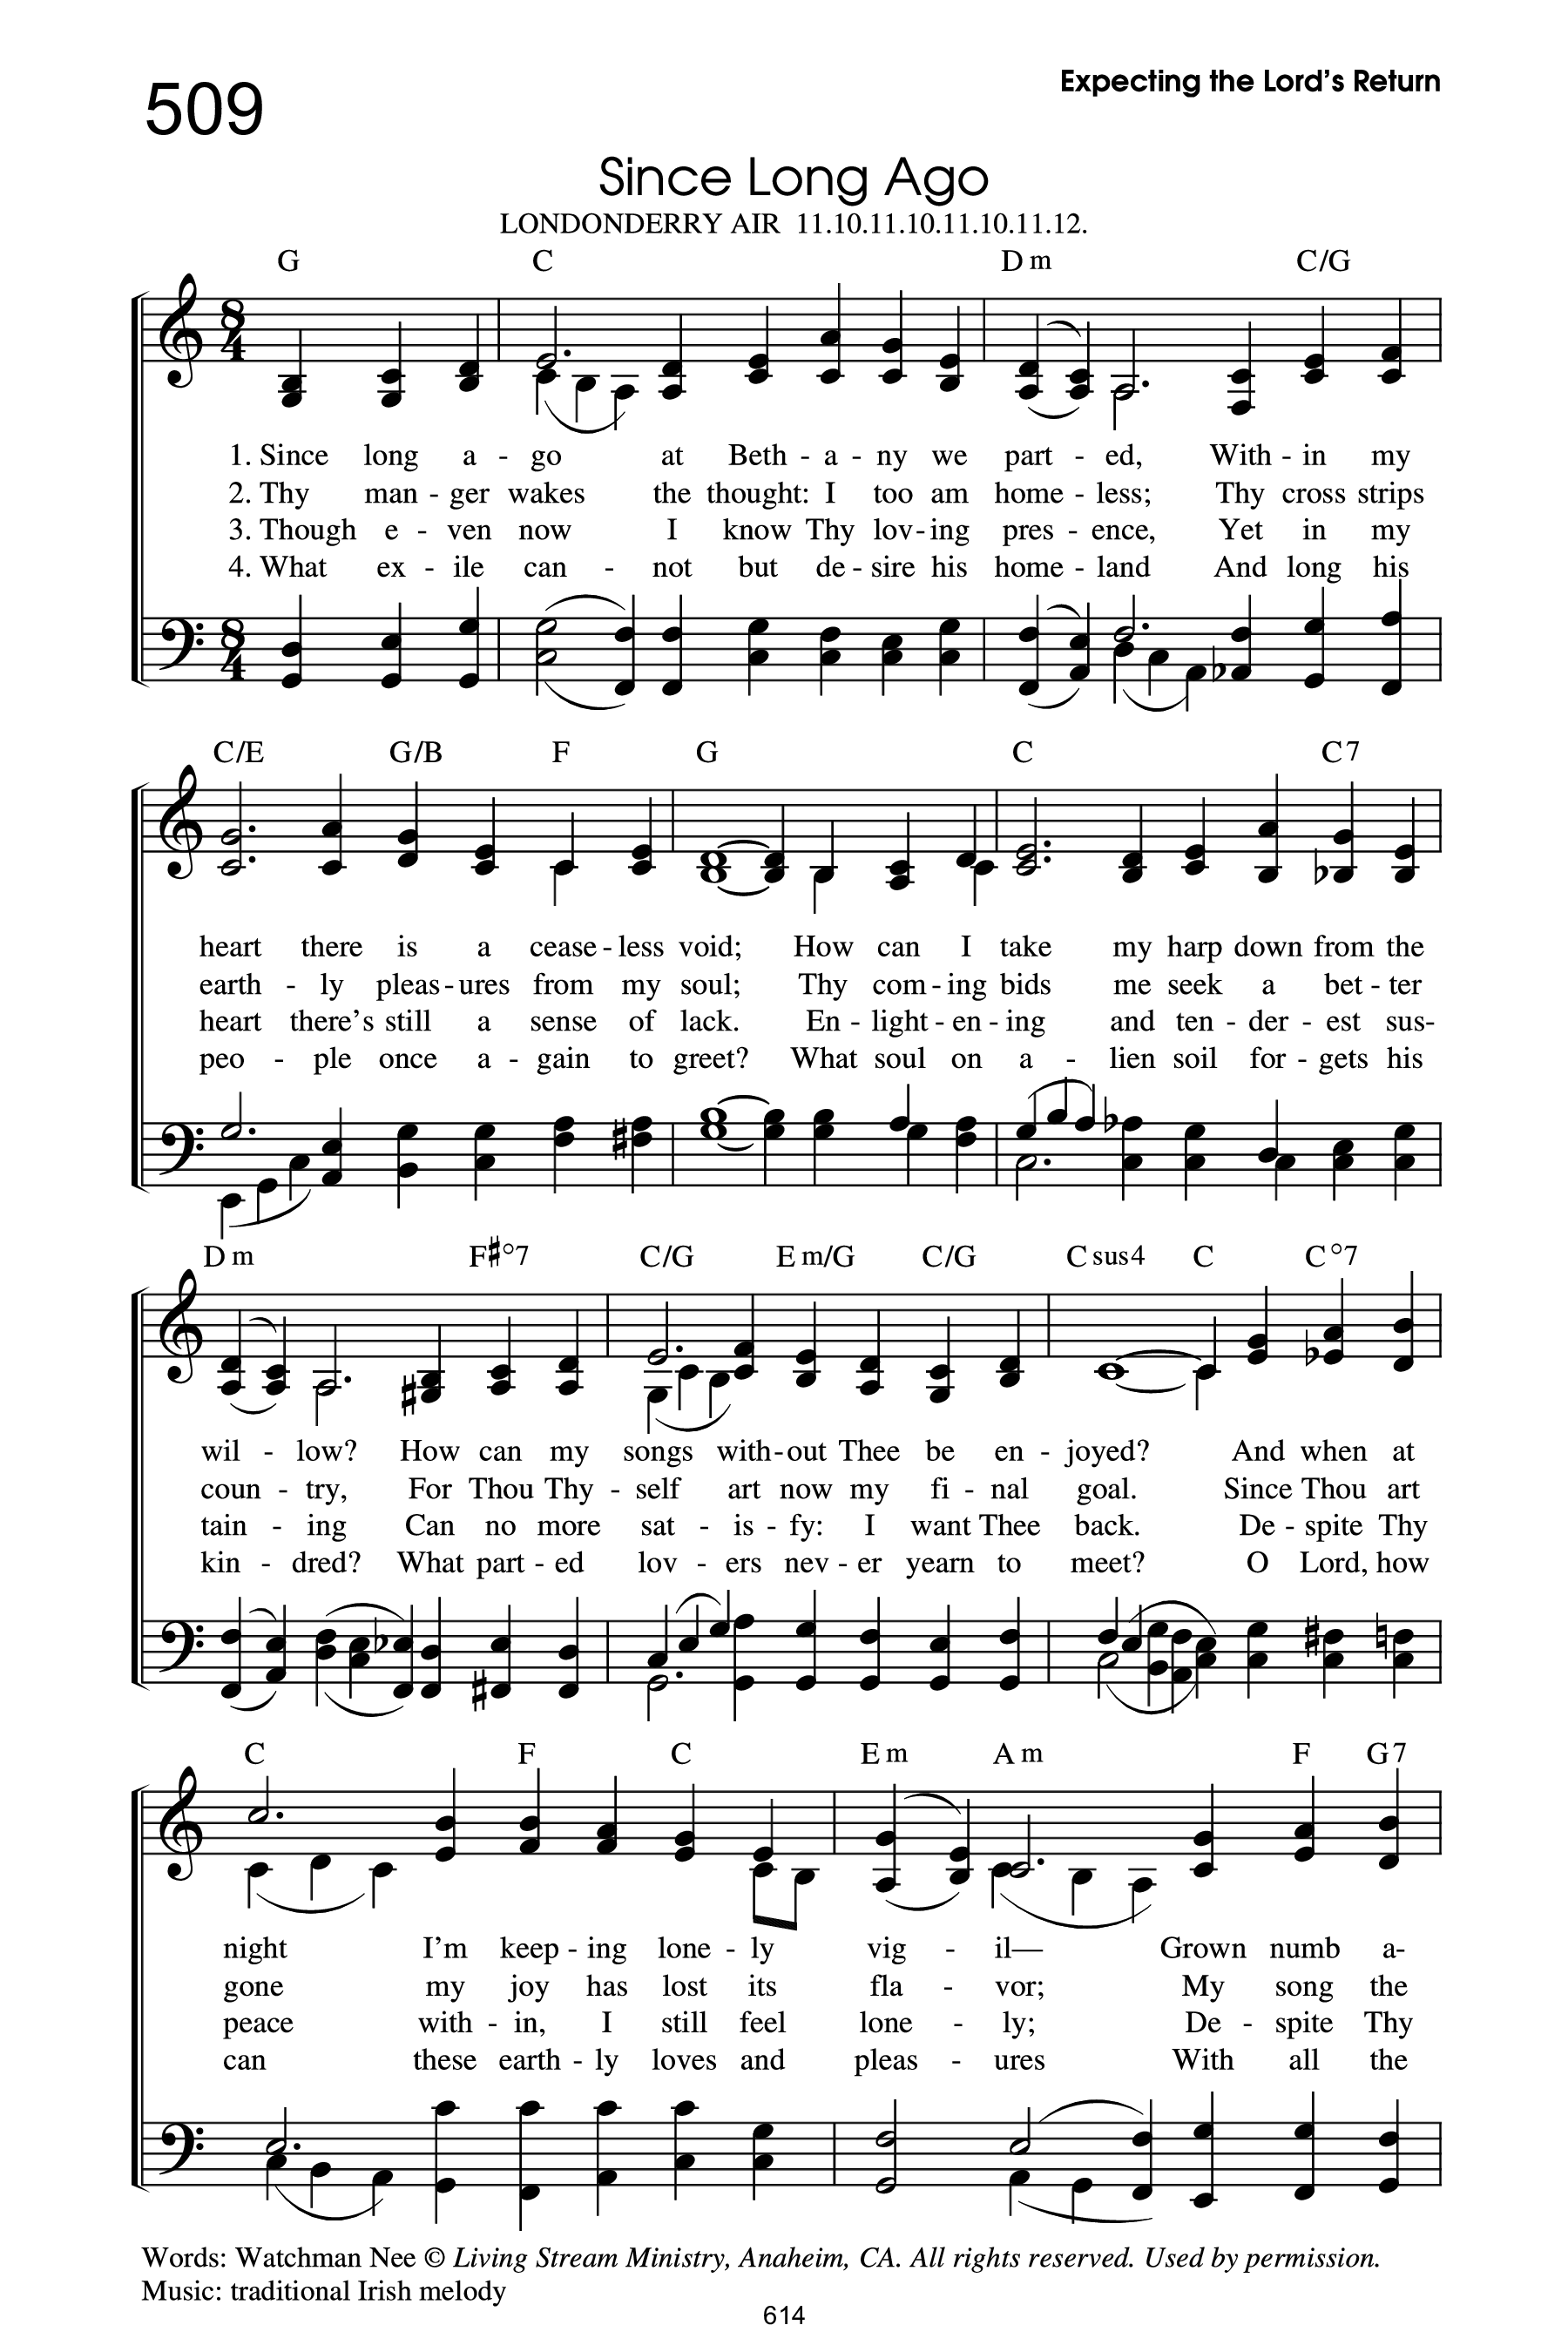 509
Expecting the Lord's Return
Since Long Ago
LONDONDERRY AIR 11.10.11.10.11.10.11.12.
G C Dm C/G
8 4
1. Since long a - go at Beth - a - ny we part - ed, With - in my
2. Thy man - ger wakes the thought: I too am home - less; Thy cross strips
3. Though e - ven now I know Thy lov - ing pres - ence, Yet in my
4. What ex - ile can - not but de - sire his home - land And long his
8 4
C/E G/B F G C C7
heart there is a cease - less void; How can I take my harp down from the
earth - ly pleas - ures from my soul; Thy com - ing bids me seek a bet - ter
heart there's still a sense of lack. En - light - en - ing and ten - der - est sus-
peo - ple once a - gain to greet? What soul on a - lien soil for - gets his
Dm F♯°7 C/G Em/G C/G Csus4 C C°7
wil - low? How can my songs with - out Thee be en - joyed? And when at
coun - try, For Thou Thy - self art now my fi - nal goal. Since Thou art
tain - ing Can no more sat - is - fy: I want Thee back. De - spite Thy
kin - dred? What part - ed lov - ers nev - er yearn to meet? O Lord, how
C F C Em Am F G7
night I'm keep - ing lone - ly vig - il— Grown numb a-
gone my joy has lost its fla - vor; My song the
peace with - in, I still feel lone - ly; De - spite Thy
can these earth - ly loves and pleas - ures With all the
Words: Watchman Nee © Living Stream Ministry, Anaheim, CA. All rights reserved. Used by permission.
Music: traditional Irish melody
614